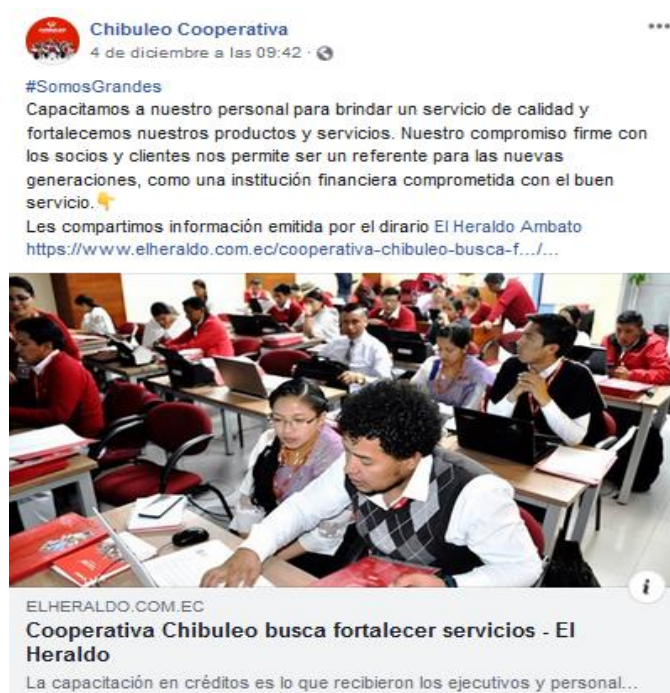 Chibuleo Cooperativa
4 de diciembre a las 09:42 ·
#SomosGrandes
Capacitamos a nuestro personal para brindar un servicio de calidad y
fortalecemos nuestros productos y servicios. Nuestro compromiso firme con
los socios y clientes nos permite ser un referente para las nuevas
generaciones, como una institución financiera comprometida con el buen
servicio.👇
Les compartimos información emitida por el dirario El Heraldo Ambato
https://www.elheraldo.com.ec/cooperativa-chibuleo-busca-f.../...
ELHERALDO.COM.EC
Cooperativa Chibuleo busca fortalecer servicios - El
Heraldo
La capacitación en créditos es lo que recibieron los ejecutivos y personal...